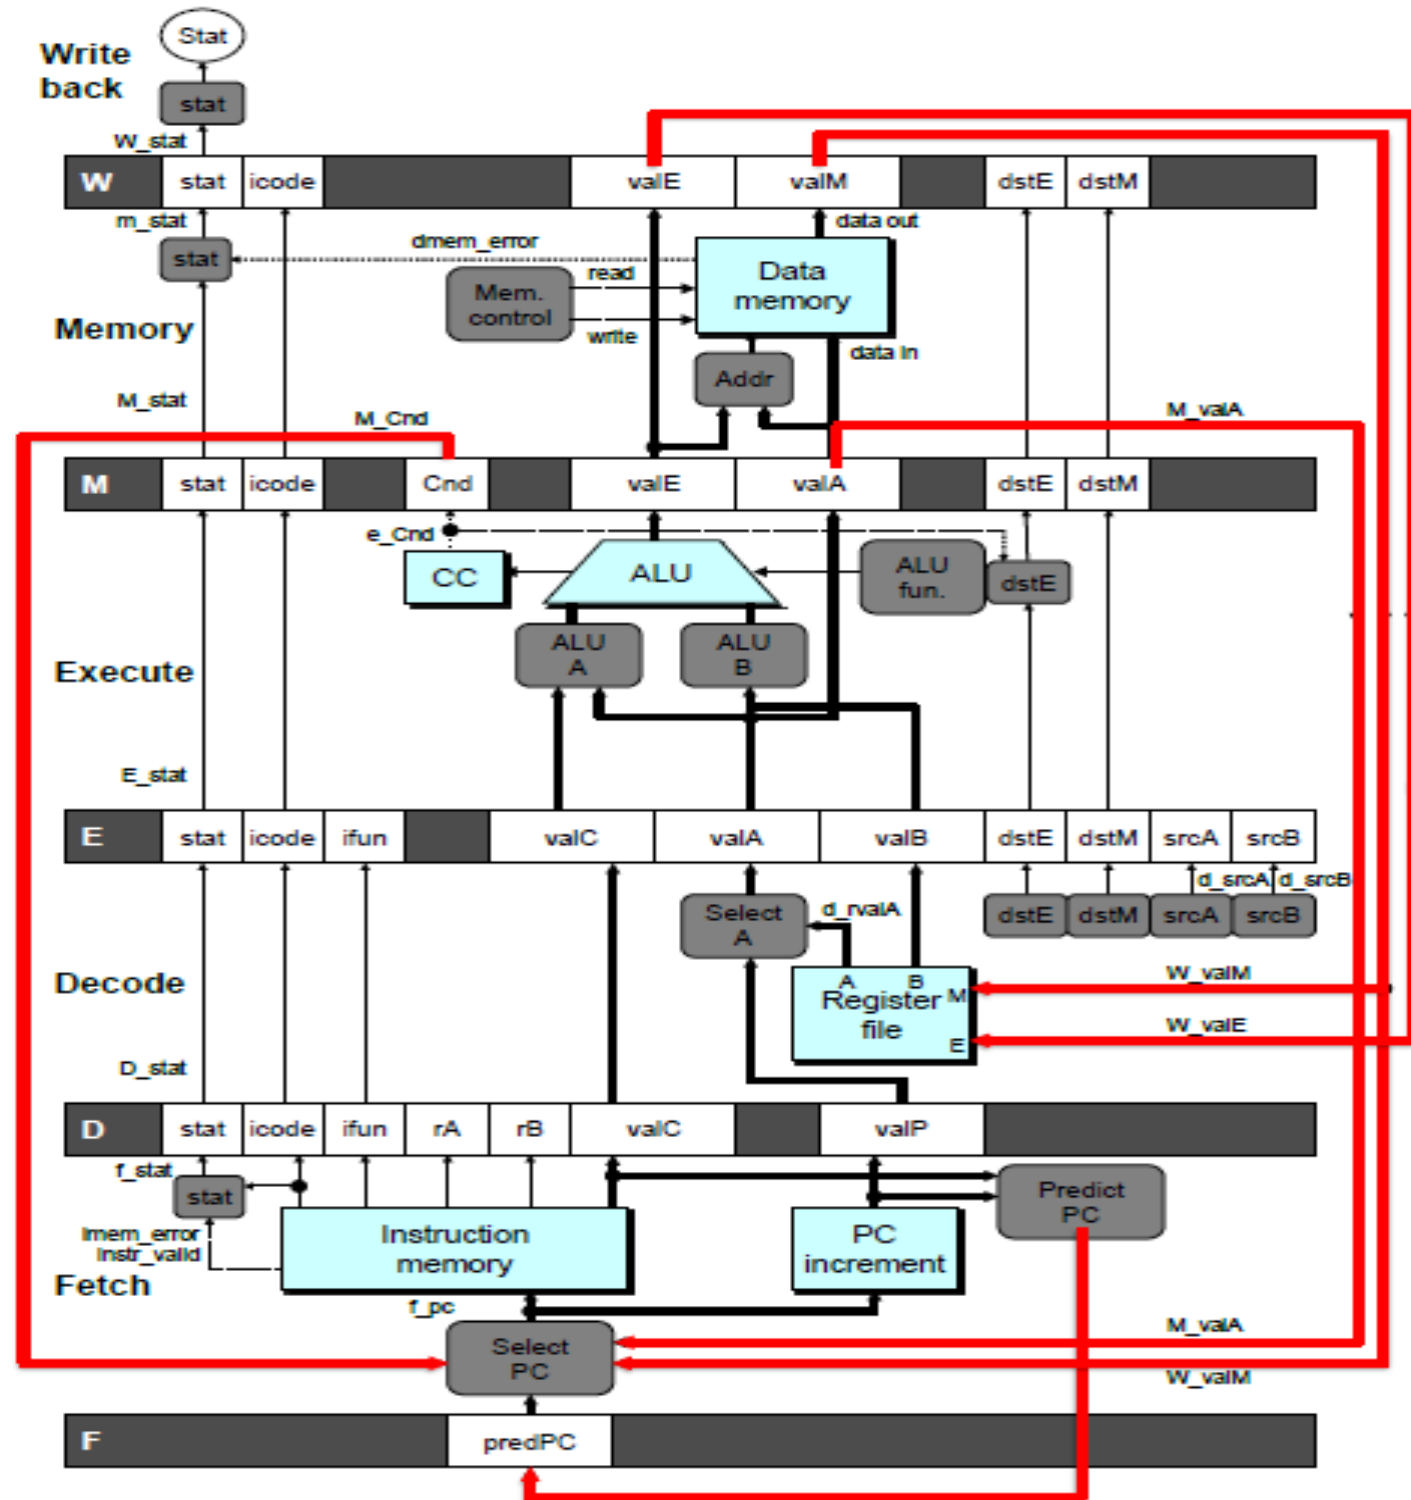 Stat
Write
back
stat
W_stat
W stat icode valE valM dstE dstM
m_stat
data out
dmem_error
stat
Data
memory
read
Mem.
control
write
Memory
data in
Addr
M_stat
M_Cnd
M_valA
M stat icode Cnd valE valA dstE dstM
e_Cnd
CC
ALU
ALU
fun.
dstE
ALU
A
ALU
B
Execute
E_stat
E stat icode ifun valC valA valB dstE dstM srcA srcB
d_srcA d_srcB
Select
A
d_rvalA
dstE dstM srcA srcB
Decode
A B
Register
file
M
E
W_valM
W_valE
D_stat
D stat icode ifun rA rB valC valP
f_stat
stat
Predict
PC
Imem_error
Instr_valid
Instruction
memory
PC
increment
Fetch
f_pc
Select
PC
M_valA
W_valM
F predPC